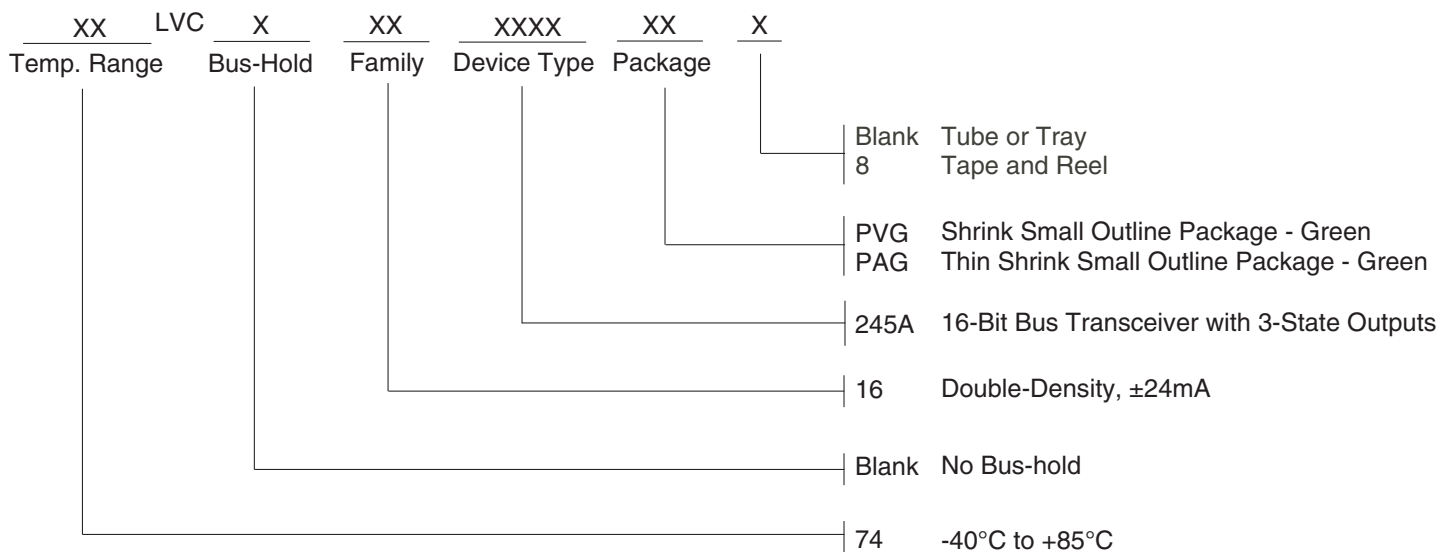 XX LVC X XX XXXX XX X
Temp. Range Bus-Hold Family Device Type Package
Blank Tube or Tray
8 Tape and Reel
PVG Shrink Small Outline Package - Green
PAG Thin Shrink Small Outline Package - Green
245A 16-Bit Bus Transceiver with 3-State Outputs
16 Double-Density, ±24mA
Blank No Bus-hold
74 -40°C to +85°C